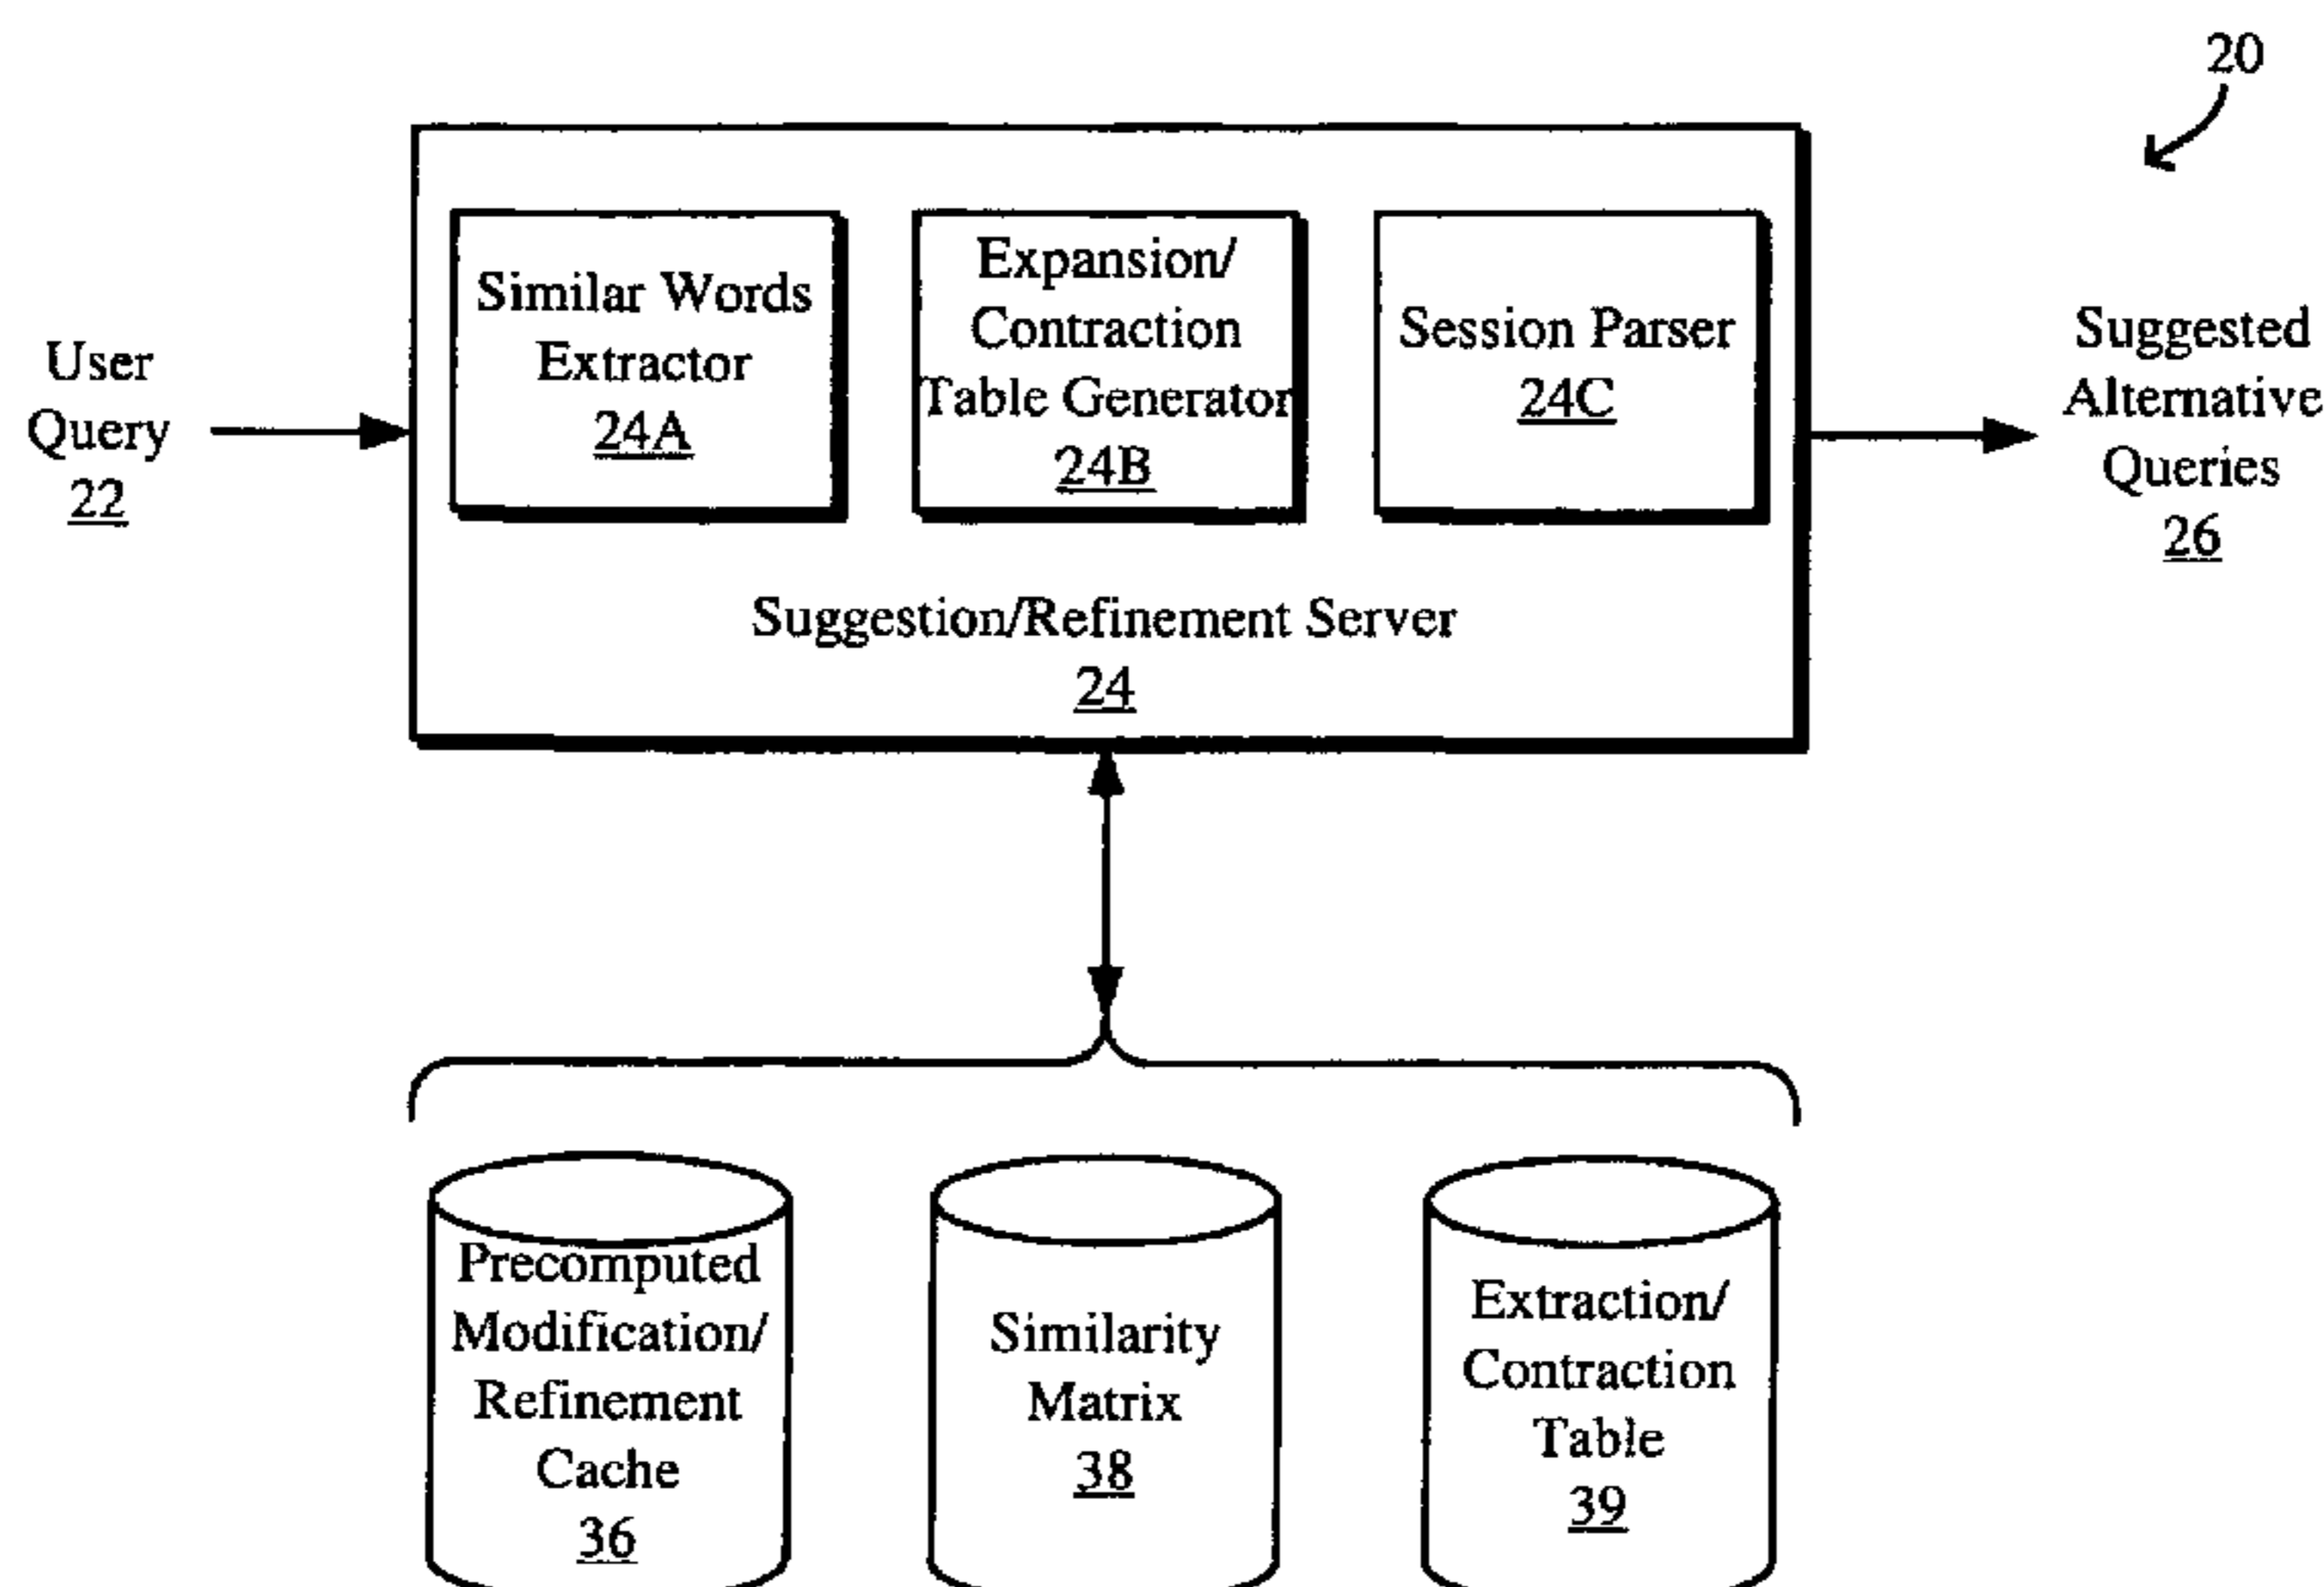 20
User
Query
22
Similar Words
Extractor
24A
Expansion/
Contraction
Table Generator
24B
Session Parser
24C
Suggestion/Refinement Server
24
Suggested
Alternative
Queries
26
Precomputed
Modification/
Refinement
Cache
36
Similarity
Matrix
38
Extraction/
Contraction
Table
39